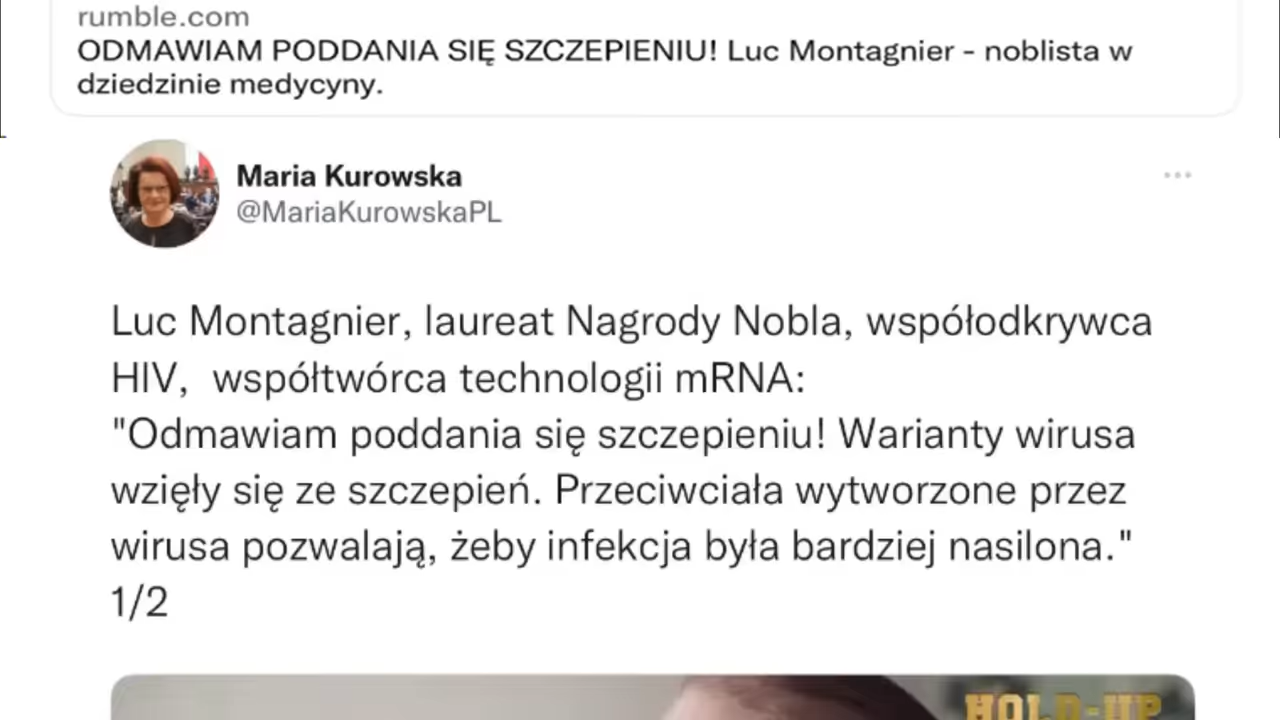 rumble.com
ODMAWIAM PODDANIA SIĘ SZCZEPIENIU! Luc Montagnier - noblista w
dziedzinie medycyny.
Maria Kurowska
@MariaKurowskaPL
Luc Montagnier, laureat Nagrody Nobla, współodkrywca
HIV,  współtwórca technologii mRNA:
"Odmawiam poddania się szczepieniu! Warianty wirusa
wzięły się ze szczepień. Przeciwciała wytworzone przez
wirusa pozwalają, żeby infekcja była bardziej nasilona."
1/2
HOLD-UP